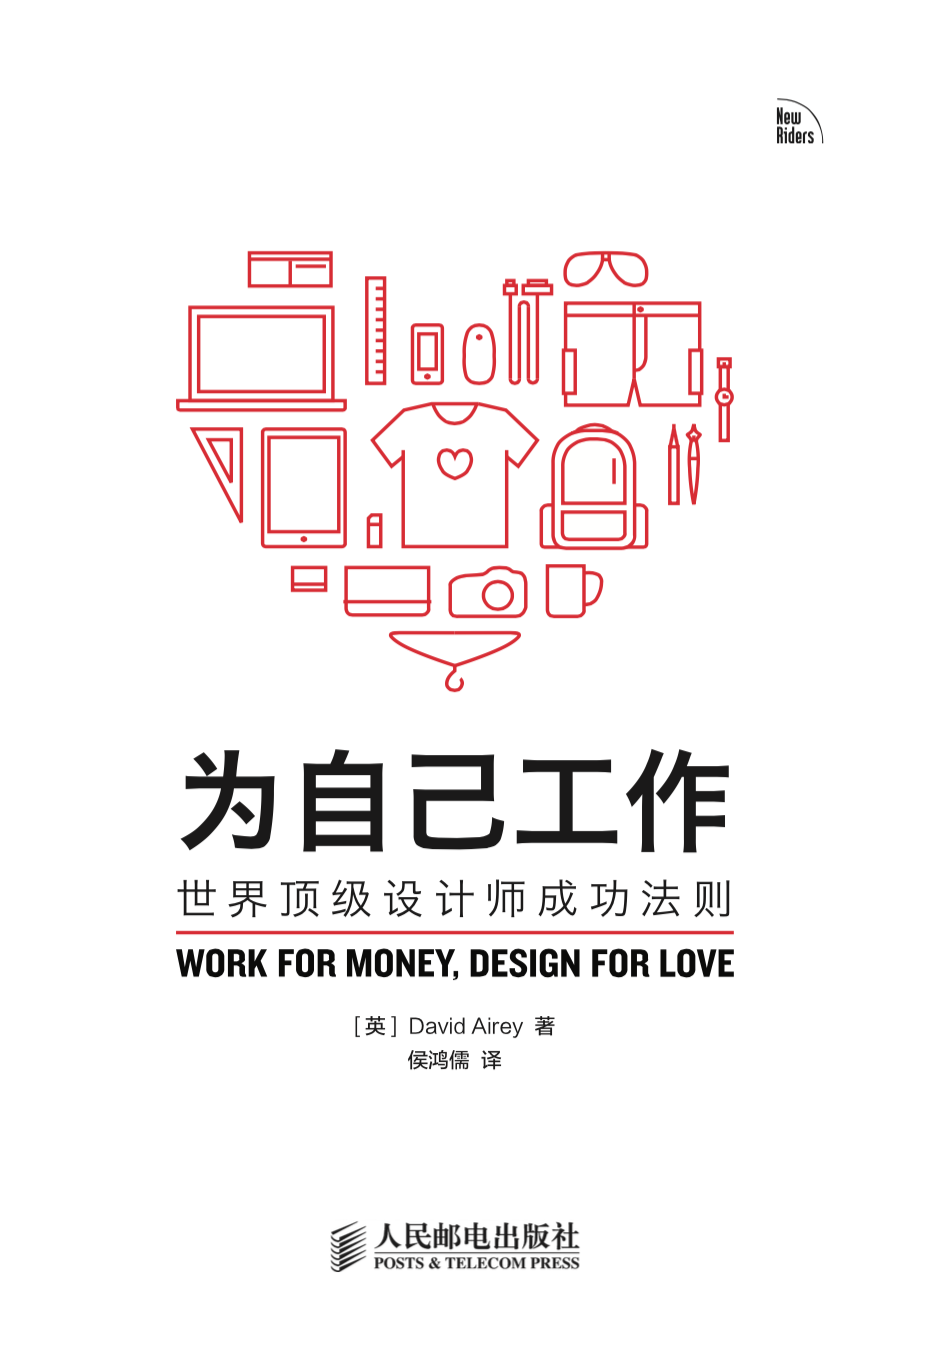 New
Riders
为自己工作
世界顶级设计师成功法则
WORK FOR MONEY, DESIGN FOR LOVE
[英] David Airey 著
侯鸿儒 译
人民邮电出版社
POSTS & TELECOM PRESS